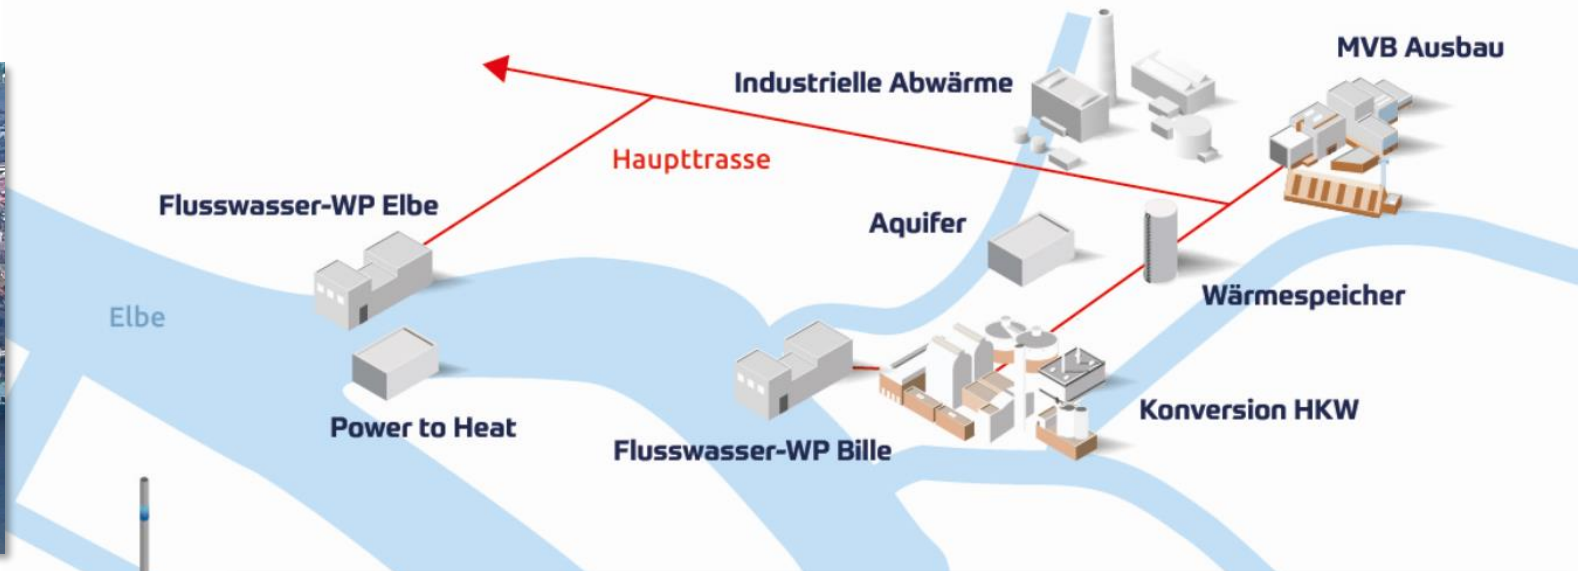 MVB Ausbau
Industrielle Abwärme
Haupttrasse
Flusswasser-WP Elbe
Aquifer
Wärmespeicher
Elbe
Konversion HKW
Power to Heat
Flusswasser-WP Bille